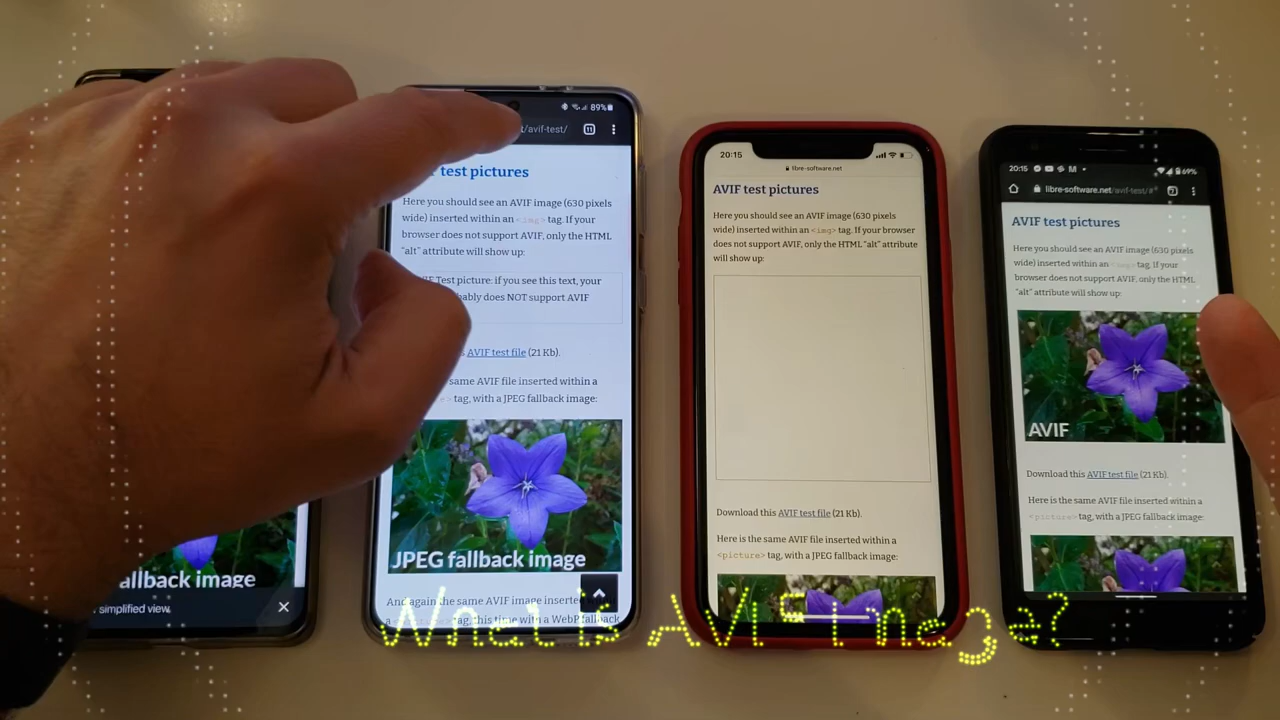 allback image
simplified view
89%
t/avif-test/
11
test pictures
Here you should see an AVIF image (630 pixels
wide) inserted within an <img> tag. If your
browser does not support AVIF, only the HTML
"alt" attribute will show up:
Test picture: if you see this text, your
bably does NOT support AVIF
AVIF test file (21 Kb).
same AVIF file inserted within a
tag, with a JPEG fallback image:
JPEG fallback image
And again the same AVIF image inserted
tag, this time with a WebP fallback
20:15
libre-software.net
AVIF test pictures
Here you should see an AVIF image (630 pixels
wide) inserted within an <img> tag. If your
browser does not support AVIF, only the HTML
"alt" attribute will show up:
Download this AVIF test file (21 Kb).
Here is the same AVIF file inserted within a
<picture> tag, with a JPEG fallback image:
20:15 M 69%
libre-software.net/avif-test/#
AVIF test pictures
Here you should see an AVIF image (630 pixels
wide) inserted within an <img> tag. If your
browser does not support AVIF, only the HTML
"alt" attribute will show up:
AVIF
Download this AVIF test file (21 Kb).
Here is the same AVIF file inserted within a
<picture> tag, with a JPEG fallback image:
What is AVIF Image?